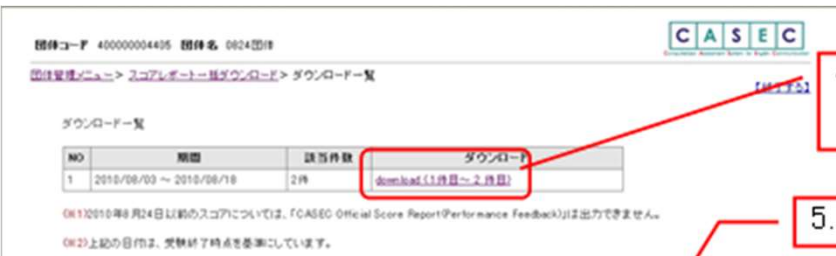 団体コード 400000004405 団体名 0824団体
CASEC
団体管理メニュー> スコアレポート一括ダウンロード> ダウンロード一覧
【終了する】
ダウンロード一覧
NO 期間 該当件数 ダウンロード
1 2010/08/03 ～ 2010/08/18 2件 download(1件目～2件目)
(※1)2010年8月24日以前のスコアについては、「CASEC Official Score Report(Performance Feedback)」は出力できません。
(※2)上記の日付は、受験終了時点を基準にしています。
5.